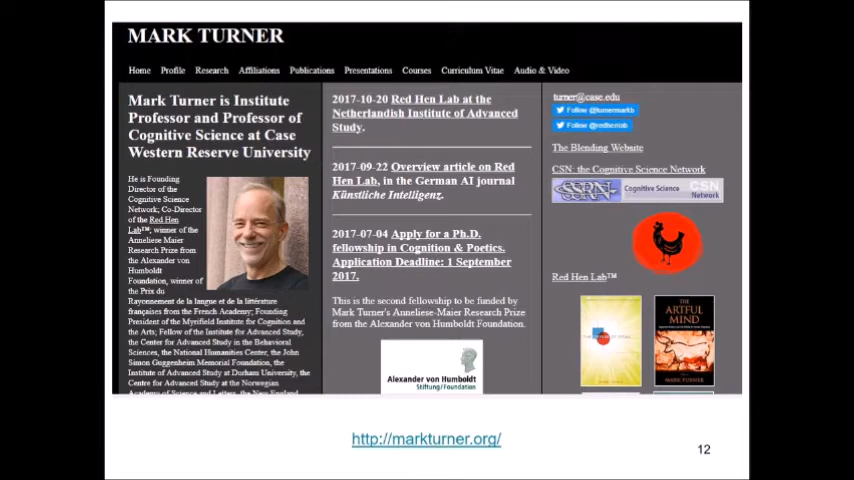 MARK TURNER
Home Profile Research Affiliations Publications Presentations Courses Curriculum Vitae Audio & Video
Mark Turner is Institute
Professor and Professor of
Cognitive Science at Case
Western Reserve University
He is Founding
Director of the
Cognitive Science
Network; Co-Director
of the Red Hen
Lab™; winner of the
Anneliese Maier
Research Prize from
the Alexander von
Humboldt
Foundation, winner of
the Prix du
Rayonnement de la langue et de la littérature
françaises from the French Academy; Founding
President of the Myrifield Institute for Cognition and
the Arts; Fellow of the Institute for Advanced Study,
the Center for Advanced Study in the Behavioral
Sciences, the National Humanities Center, the John
Simon Guggenheim Memorial Foundation, the
Institute of Advanced Study at Durham University, the
Centre for Advanced Study at the Norwegian
Academy of Science and Letters, the New England
2017-10-20 Red Hen Lab at the
Netherlandish Institute of Advanced
Study.
2017-09-22 Overview article on Red
Hen Lab, in the German AI journal
Künstliche Intelligenz.
2017-07-04 Apply for a Ph.D.
fellowship in Cognition & Poetics.
Application Deadline: 1 September
2017.
This is the second fellowship to be funded by
Mark Turner's Anneliese-Maier Research Prize
from the Alexander von Humboldt Foundation.
Alexander von Humboldt
Stiftung/Foundation
turner@case.edu
Follow @turnermarkb
Follow @redhenlab
The Blending Website
CSN: the Cognitive Science Network
SSRN Cognitive Science CSN
Network
Red Hen Lab™
THE
ARTFUL
MIND
MARK TURNER
http://markturner.org/
12